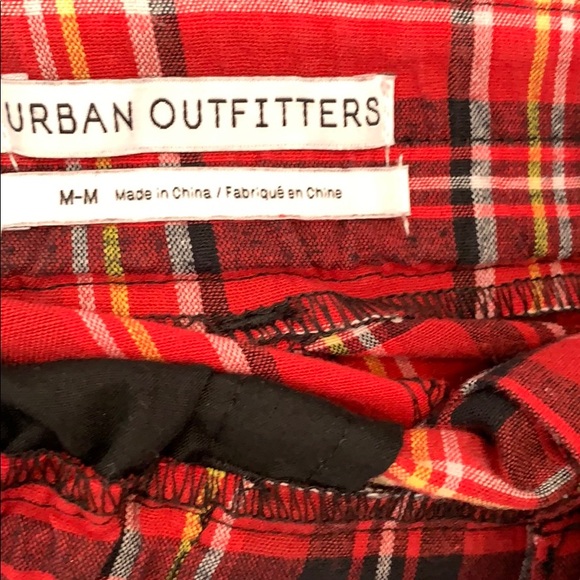 URBAN OUTFITTERS
M-M Made in China / Fabriqué en Chine